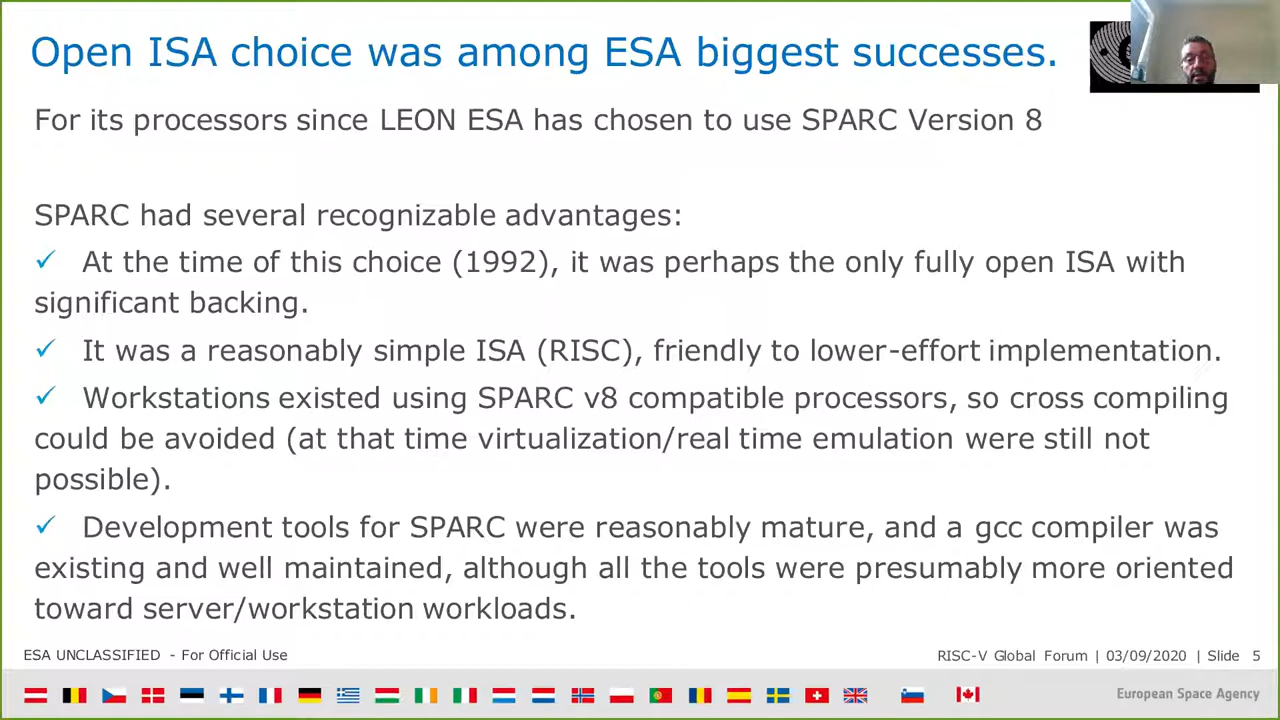 Open ISA choice was among ESA biggest successes.
For its processors since LEON ESA has chosen to use SPARC Version 8
SPARC had several recognizable advantages:
✓ At the time of this choice (1992), it was perhaps the only fully open ISA with
significant backing.
✓ It was a reasonably simple ISA (RISC), friendly to lower-effort implementation.
✓ Workstations existed using SPARC v8 compatible processors, so cross compiling
could be avoided (at that time virtualization/real time emulation were still not
possible).
✓ Development tools for SPARC were reasonably mature, and a gcc compiler was
existing and well maintained, although all the tools were presumably more oriented
toward server/workstation workloads.
ESA UNCLASSIFIED - For Official Use
RISC-V Global Forum | 03/09/2020 | Slide 5
European Space Agency